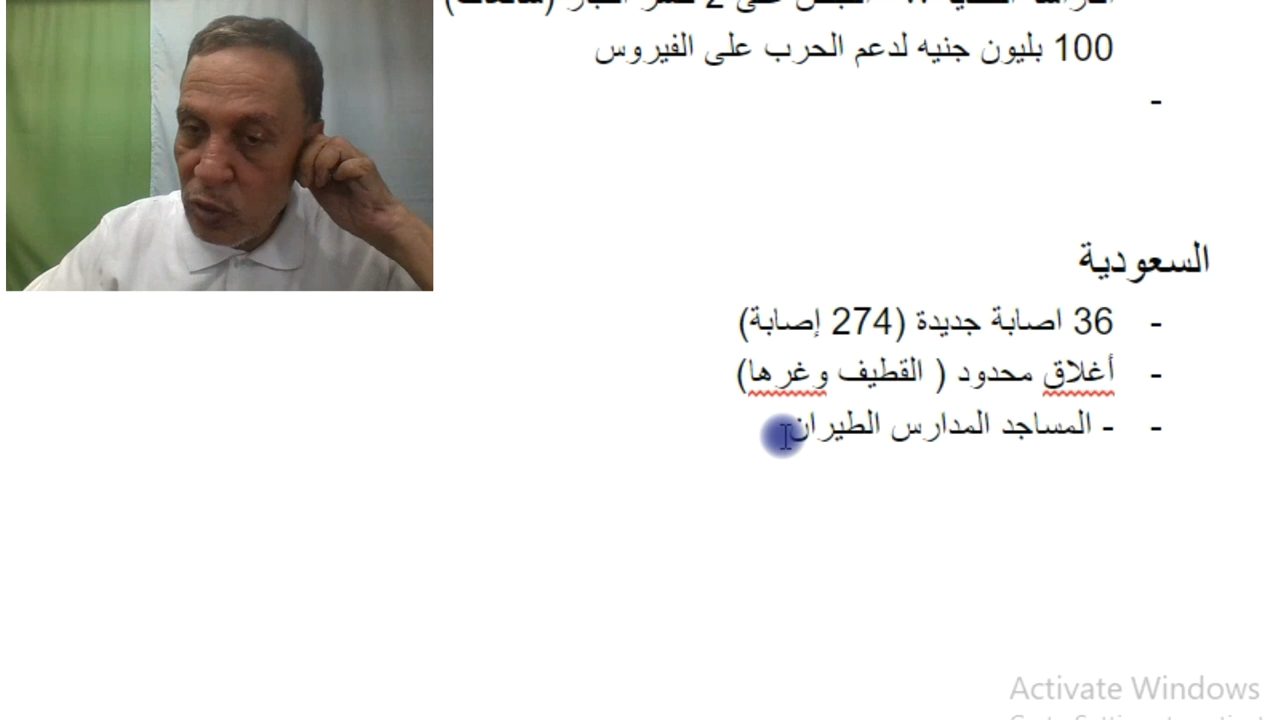 100 بليون جنيه لدعم الحرب على الفيروس
-
السعودية
- 36 اصابة جديدة (274 إصابة)
- أغلاق محدود ( القطيف وغرها)
- - المساجد المدارس الطيران
Activate Windows